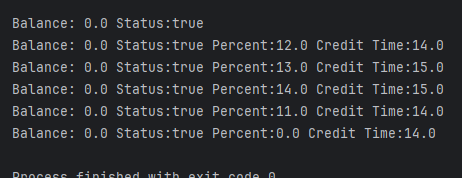 Balance: 0.0 Status:true
Balance: 0.0 Status:true Percent:12.0 Credit Time:14.0
Balance: 0.0 Status:true Percent:13.0 Credit Time:15.0
Balance: 0.0 Status:true Percent:14.0 Credit Time:15.0
Balance: 0.0 Status:true Percent:11.0 Credit Time:14.0
Balance: 0.0 Status:true Percent:0.0 Credit Time:14.0
Process finished with exit code 0